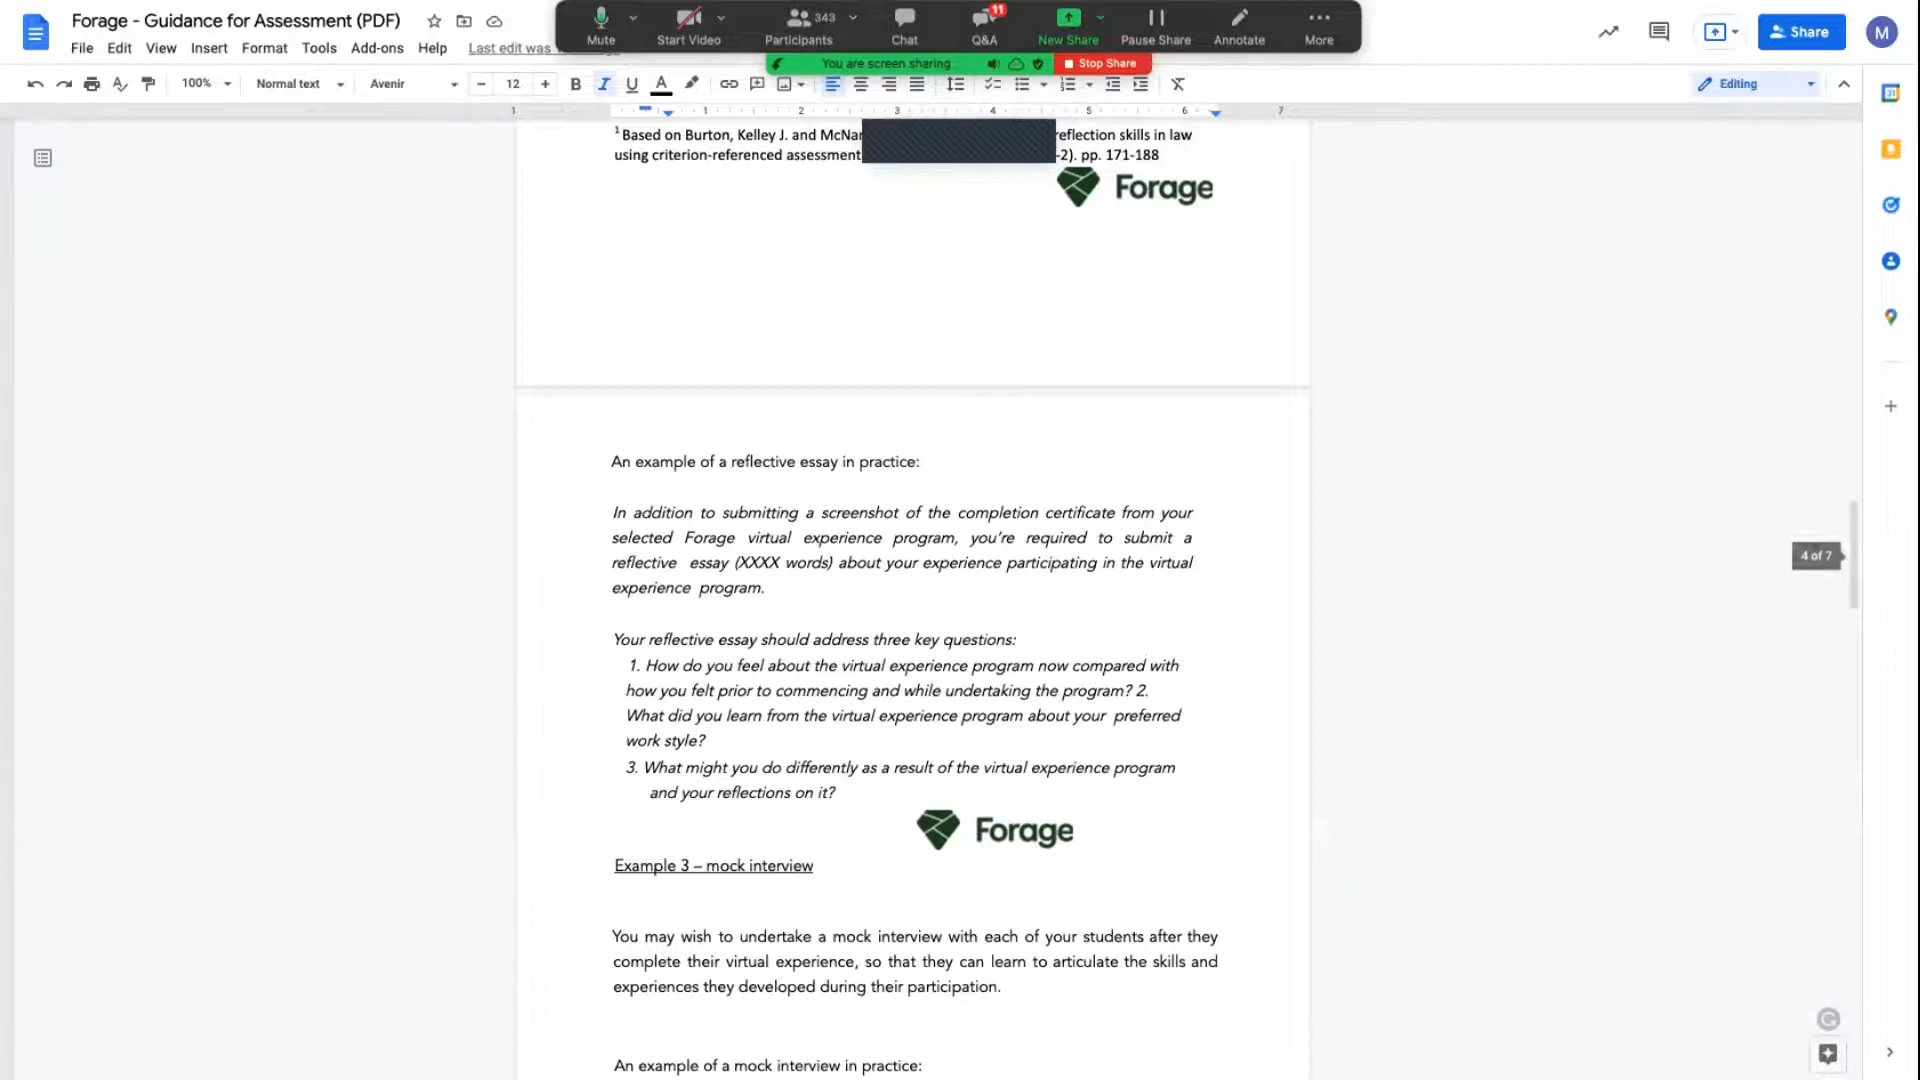 Forage - Guidance for Assessment (PDF)
File Edit View Insert Format Tools Add-ons Help Last edit was
Mute Start Video 343 Participants Chat 11 Q&A New Share Pause Share Annotate More
You are screen sharing Stop Share
Share M
100% Normal text Avenir 12 B I U A Editing
1 1 2 3 4 5 6 7
1 Based on Burton, Kelley J. and reflection skills in law
using criterion-referenced assessment -2). pp. 171-188
Forage
An example of a reflective essay in practice:
In addition to submitting a screenshot of the completion certificate from your
selected Forage virtual experience program, you're required to submit a
reflective essay (XXXX words) about your experience participating in the virtual
experience program.
4 of 7
Your reflective essay should address three key questions:
1. How do you feel about the virtual experience program now compared with
how you felt prior to commencing and while undertaking the program? 2.
What did you learn from the virtual experience program about your preferred
work style?
3. What might you do differently as a result of the virtual experience program
and your reflections on it?
Forage
Example 3 – mock interview
You may wish to undertake a mock interview with each of your students after they
complete their virtual experience, so that they can learn to articulate the skills and
experiences they developed during their participation.
An example of a mock interview in practice: